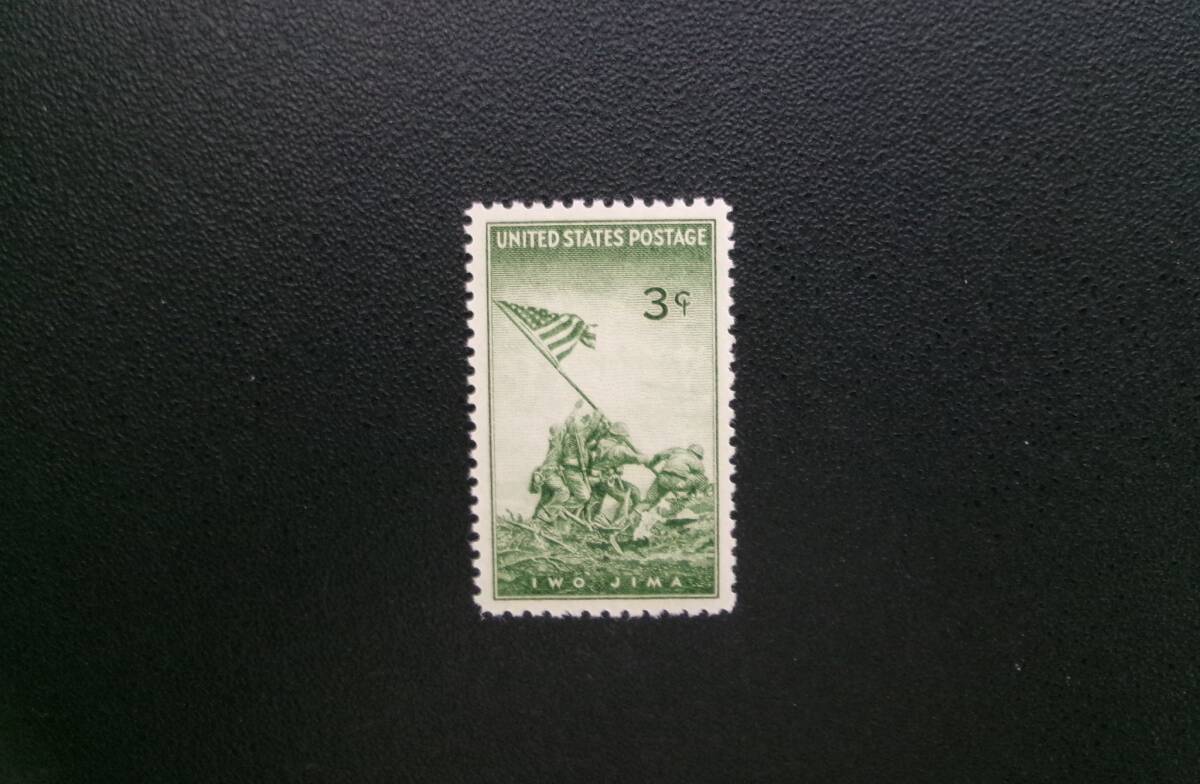 UNITED STATES POSTAGE
3¢
IWO JIMA